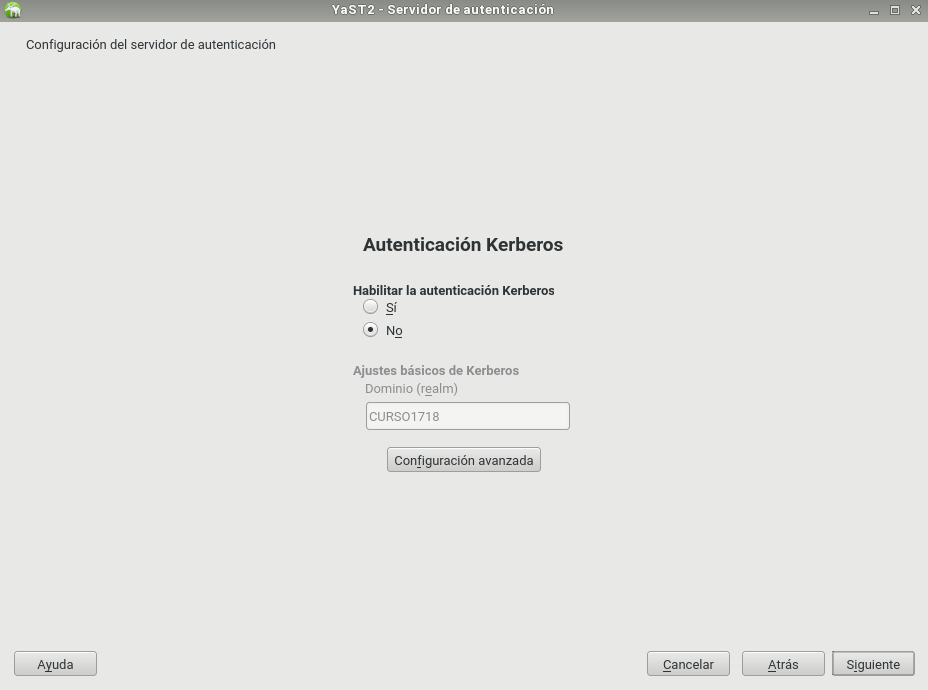 YaST2 - Servidor de autenticación
Configuración del servidor de autenticación
Autenticación Kerberos
Habilitar la autenticación Kerberos
Sí
No
Ajustes básicos de Kerberos
Dominio (realm)
CURSO1718
Configuración avanzada
Ayuda Cancelar Atrás Siguiente